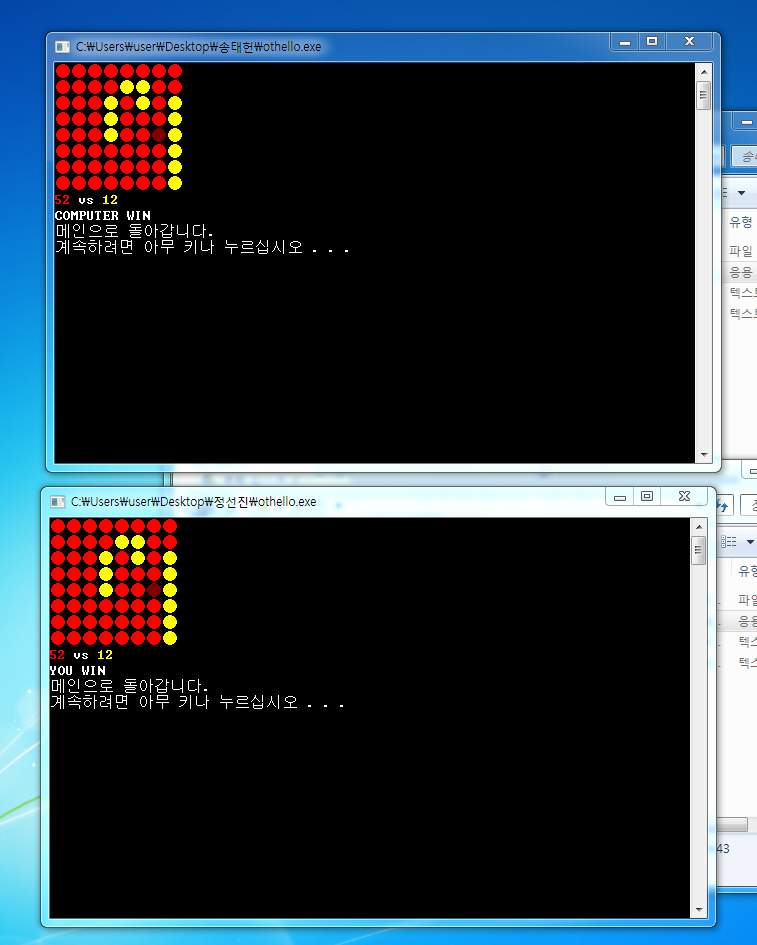 C:\Users\user\Desktop\송태헌\othello.exe
52 vs 12
COMPUTER WIN
메인으로 돌아갑니다.
계속하려면 아무 키나 누르십시오 . . .
유형
파일
응용
텍스트
텍스트
C:\Users\user\Desktop\정선진\othello.exe
52 vs 12
YOU WIN
메인으로 돌아갑니다.
계속하려면 아무 키나 누르십시오 . . .
유형
파일
응용
43